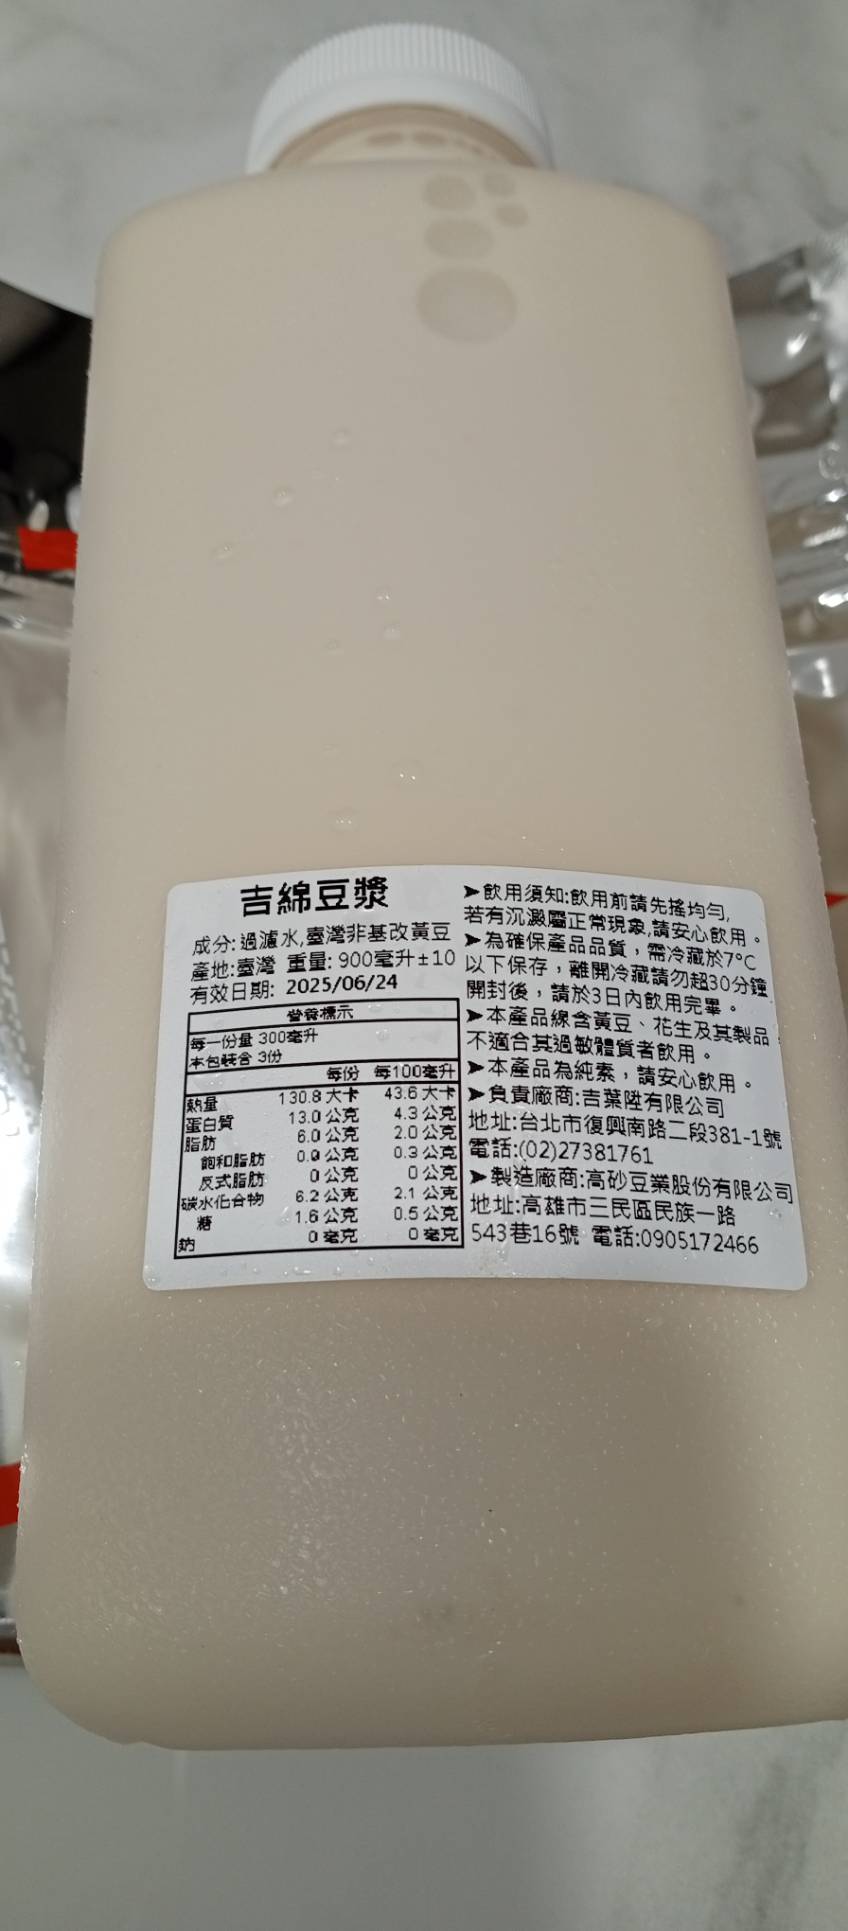 吉綿豆漿
成分: 過濾水,臺灣非基改黃豆
產地:臺灣 重量: 900毫升±10
有效日期: 2025/06/24
營養標示
每一份量 300毫升
本包裝含 3份
每份 每100毫升
熱量 130.8 大卡 43.6 大卡
蛋白質 13.0 公克 4.3 公克
脂肪 6.0 公克 2.0 公克
飽和脂肪 0.9 公克 0.3 公克
反式脂肪 0 公克 0 公克
碳水化合物 6.2 公克 2.1 公克
糖 1.6 公克 0.5 公克
鈉 0 毫克 0 毫克
➤飲用須知:飲用前請先搖均勻,
若有沉澱屬正常現象,請安心飲用。
➤為確保產品品質，需冷藏於7°C
以下保存，離開冷藏請勿超30分鐘
開封後，請於3日內飲用完畢。
➤本產品線含黃豆、花生及其製品,
不適合其過敏體質者飲用。
➤本產品為純素，請安心飲用。
➤負責廠商:吉葉陞有限公司
地址:台北市復興南路二段381-1號
電話:(02)27381761
➤製造廠商:高砂豆業股份有限公司
地址:高雄市三民區民族一路
543巷16號 電話:0905172466